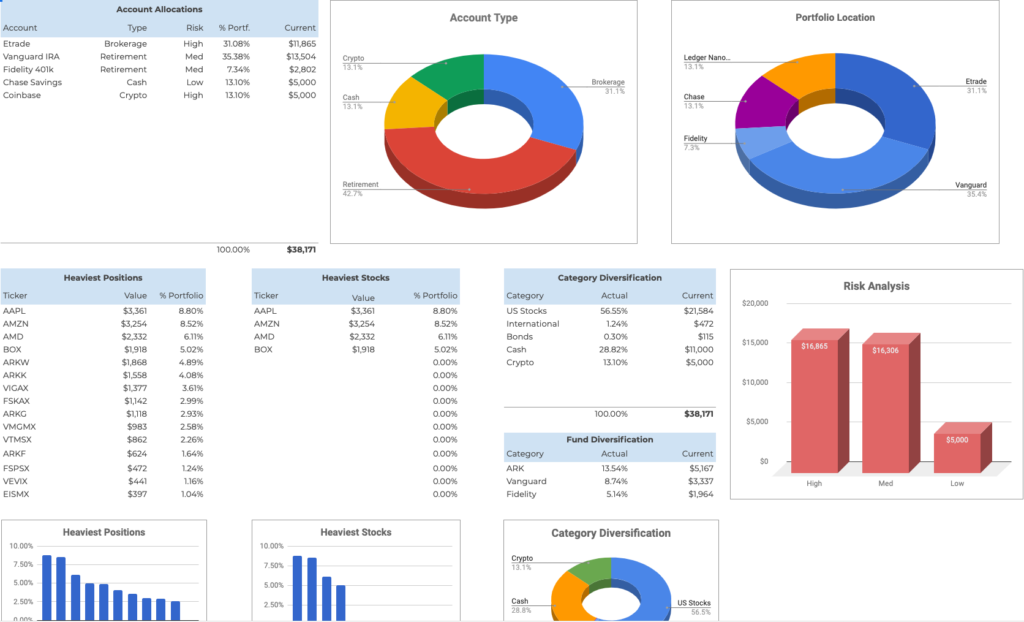 Account Allocations
Account Type Risk % Portf. Current
Etrade Brokerage High 31.08% $11,865
Vanguard IRA Retirement Med 35.38% $13,504
Fidelity 401k Retirement Med 7.34% $2,802
Chase Savings Cash Low 13.10% $5,000
Coinbase Crypto High 13.10% $5,000
100.00% $38,171
Account Type
Crypto
13.1%
Cash
13.1%
Brokerage
31.1%
Retirement
42.7%
Portfolio Location
Ledger Nano...
13.1%
Chase
13.1%
Fidelity
7.3%
Etrade
31.1%
Vanguard
35.4%
Heaviest Positions
Ticker Value % Portfolio
AAPL $3,361 8.80%
AMZN $3,254 8.52%
AMD $2,332 6.11%
BOX $1,918 5.02%
ARKW $1,868 4.89%
ARKK $1,558 4.08%
VIGAX $1,377 3.61%
FSKAX $1,142 2.99%
ARKG $1,118 2.93%
VMGMX $983 2.58%
VTMSX $862 2.26%
ARKF $624 1.64%
FSPSX $472 1.24%
VEVIX $441 1.16%
EISMX $397 1.04%
Heaviest Stocks
Ticker Value % Portfolio
AAPL $3,361 8.80%
AMZN $3,254 8.52%
AMD $2,332 6.11%
BOX $1,918 5.02%
0.00%
0.00%
0.00%
0.00%
0.00%
0.00%
0.00%
0.00%
0.00%
0.00%
0.00%
Category Diversification
Category Actual Current
US Stocks 56.55% $21,584
International 1.24% $472
Bonds 0.30% $115
Cash 28.82% $11,000
Crypto 13.10% $5,000
100.00% $38,171
Fund Diversification
Category Actual Current
ARK 13.54% $5,167
Vanguard 8.74% $3,337
Fidelity 5.14% $1,964
Risk Analysis
$20,000
$15,000
$10,000
$5,000
$0
$16,865
$16,306
$5,000
High Med Low
Heaviest Positions
10.00%
7.50%
5.00%
2.50%
0.00%
Heaviest Stocks
10.00%
7.50%
5.00%
2.50%
Category Diversification
Crypto
13.1%
Cash
28.8%
US Stocks
56.5%